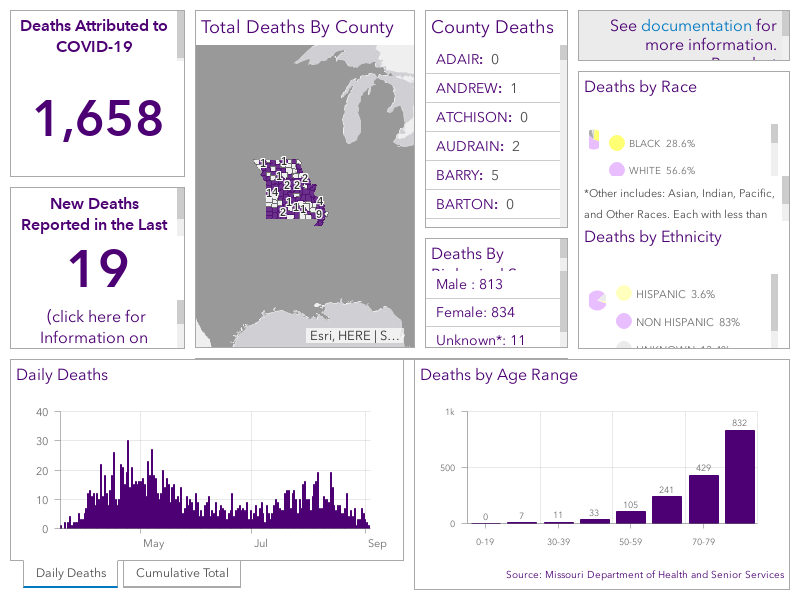 Deaths Attributed to
COVID-19
1,658
New Deaths
Reported in the Last
19
(click here for
Information on
Total Deaths By County
1
1
1
2
2
2
2
14
1
4
2
1
1
9
Esri, HERE | S...
County Deaths
ADAIR: 0
ANDREW: 1
ATCHISON: 0
AUDRAIN: 2
BARRY: 5
BARTON: 0
Deaths By
Male : 813
Female: 834
Unknown*: 11
See documentation for
more information.
Deaths by Race
BLACK 28.6%
WHITE 56.6%
*Other includes: Asian, Indian, Pacific,
and Other Races. Each with less than
Deaths by Ethnicity
HISPANIC 3.6%
NON HISPANIC 83%
Daily Deaths
40
30
20
10
0
May
Jul
Sep
Daily Deaths
Cumulative Total
Deaths by Age Range
1k
500
0
0
7
11
33
105
241
429
832
0-19
30-39
50-59
70-79
Source: Missouri Department of Health and Senior Services